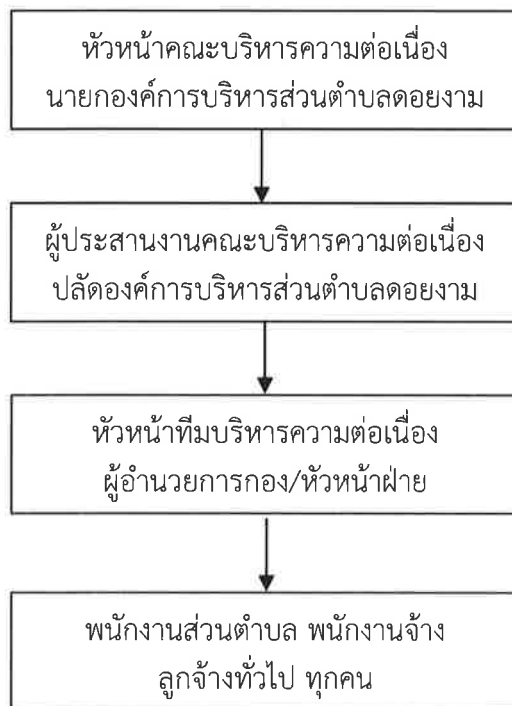 หัวหน้าคณะบริหารความต่อเนื่อง
นายกองค์การบริหารส่วนตำบลดอยงาม
ผู้ประสานงานคณะบริหารความต่อเนื่อง
ปลัดองค์การบริหารส่วนตำบลดอยงาม
หัวหน้าทีมบริหารความต่อเนื่อง
ผู้อำนวยการกอง/หัวหน้าฝ่าย
พนักงานส่วนตำบล พนักงานจ้าง
ลูกจ้างทั่วไป ทุกคน